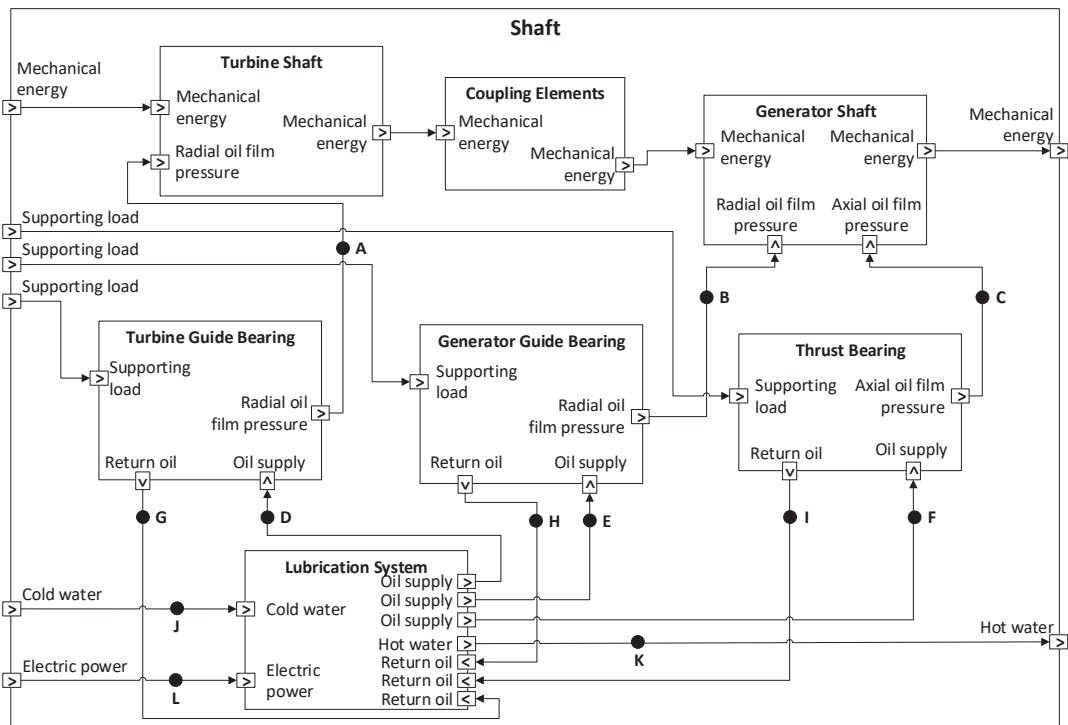 Shaft
Mechanical
energy
Turbine Shaft
Mechanical
energy
Radial oil film
pressure
Mechanical
energy
Coupling Elements
Mechanical
energy
Mechanical
energy
Generator Shaft
Mechanical
energy
Mechanical
energy
Radial oil film
pressure
Axial oil film
pressure
Mechanical
energy
Supporting load
Supporting load
Supporting load
A
B
C
Turbine Guide Bearing
Supporting
load
Radial oil
film pressure
Return oil
Oil supply
Generator Guide Bearing
Supporting
load
Radial oil
film pressure
Return oil
Oil supply
Thrust Bearing
Supporting
load
Axial oil film
pressure
Return oil
Oil supply
G
D
H
E
I
F
Lubrication System
Cold water
J
Cold water
Electric power
L
Electric
power
Oil supply
Oil supply
Oil supply
Hot water
Return oil
Return oil
Return oil
K
Hot water